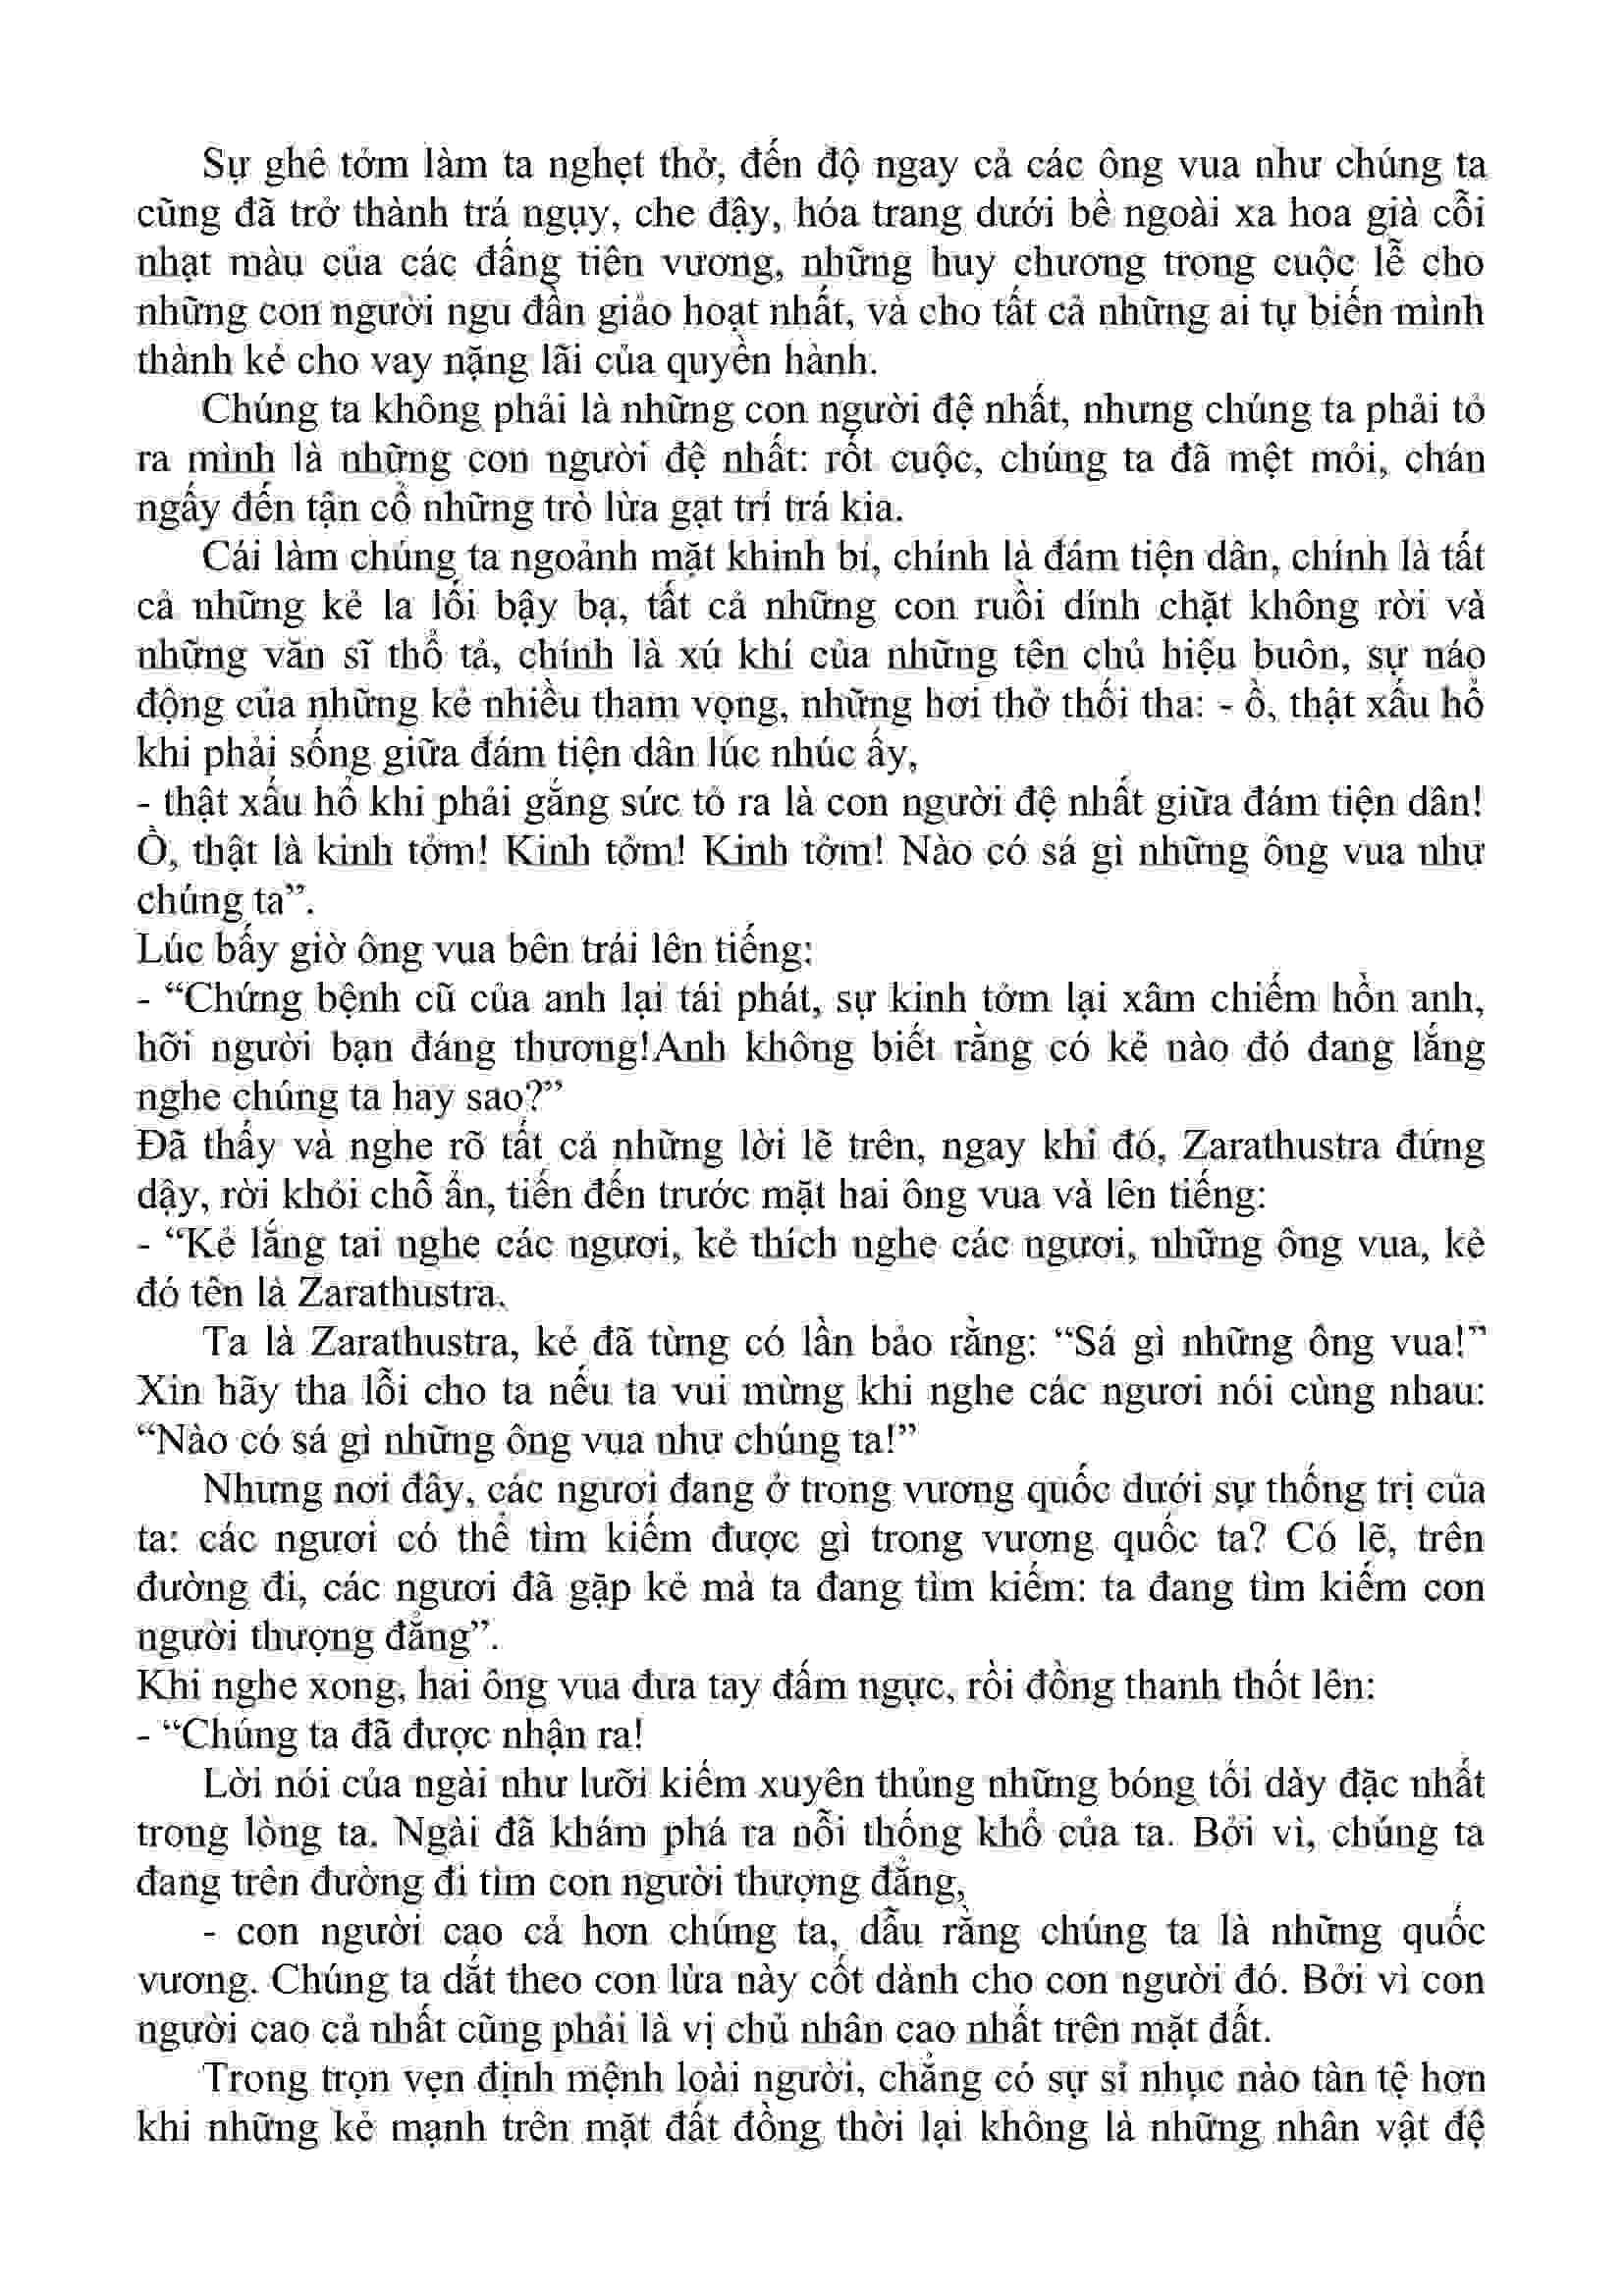 Sự ghê tởm làm ta nghẹt thở, đến độ ngay cả các ông vua như chúng ta
cũng đã trở thành trá ngụy, che đậy, hóa trang dưới bề ngoài xa hoa già cỗi
nhạt màu của các đấng tiên vương, những huy chương trong cuộc lễ cho
những con người ngu đần giảo hoạt nhất, và cho tất cả những ai tự biến mình
thành kẻ cho vay nặng lãi của quyền hành.
Chúng ta không phải là những con người đệ nhất, nhưng chúng ta phải tỏ
ra mình là những con người đệ nhất: rốt cuộc, chúng ta đã mệt mỏi, chán
ngấy đến tận cổ những trò lừa gạt trí trá kia.
Cái làm chúng ta ngoảnh mặt khinh bỉ, chính là đám tiện dân, chính là tất
cả những kẻ la lối bậy bạ, tất cả những con ruồi dính chặt không rời và
những văn sĩ thổ tả, chính là xú khí của những tên chủ hiệu buôn, sự náo
động của những kẻ nhiều tham vọng, những hơi thở thối tha: - ồ, thật xấu hổ
khi phải sống giữa đám tiện dân lúc nhúc ấy,
- thật xấu hổ khi phải gắng sức tỏ ra là con người đệ nhất giữa đám tiện dân!
Ồ, thật là kinh tởm! Kinh tởm! Kinh tởm! Nào có sá gì những ông vua như
chúng ta”.
Lúc bấy giờ ông vua bên trái lên tiếng:
- “Chứng bệnh cũ của anh lại tái phát, sự kinh tởm lại xâm chiếm hồn anh,
hỡi người bạn đáng thương!Anh không biết rằng có kẻ nào đó đang lắng
nghe chúng ta hay sao?”
Đã thấy và nghe rõ tất cả những lời lẽ trên, ngay khi đó, Zarathustra đứng
dậy, rời khỏi chỗ ẩn, tiến đến trước mặt hai ông vua và lên tiếng:
- “Kẻ lắng tai nghe các ngươi, kẻ thích nghe các ngươi, những ông vua, kẻ
đó tên là Zarathustra.
Ta là Zarathustra, kẻ đã từng có lần bảo rằng: “Sá gì những ông vua!”
Xin hãy tha lỗi cho ta nếu ta vui mừng khi nghe các ngươi nói cùng nhau:
“Nào có sá gì những ông vua như chúng ta!”
Nhưng nơi đây, các ngươi đang ở trong vương quốc dưới sự thống trị của
ta: các ngươi có thể tìm kiếm được gì trong vương quốc ta? Có lẽ, trên
đường đi, các ngươi đã gặp kẻ mà ta đang tìm kiếm: ta đang tìm kiếm con
người thượng đẳng”.
Khi nghe xong, hai ông vua đưa tay đấm ngực, rồi đồng thanh thốt lên:
- “Chúng ta đã được nhận ra!
Lời nói của ngài như lưỡi kiếm xuyên thủng những bóng tối dày đặc nhất
trong lòng ta. Ngài đã khám phá ra nỗi thống khổ của ta. Bởi vì, chúng ta
đang trên đường đi tìm con người thượng đẳng,
- con người cao cả hơn chúng ta, dẫu rằng chúng ta là những quốc
vương. Chúng ta dắt theo con lừa này cốt dành cho con người đó. Bởi vì con
người cao cả nhất cũng phải là vị chủ nhân cao nhất trên mặt đất.
Trong trọn vẹn định mệnh loài người, chẳng có sự sỉ nhục nào tàn tệ hơn
khi những kẻ mạnh trên mặt đất đồng thời lại không là những nhân vật đệ